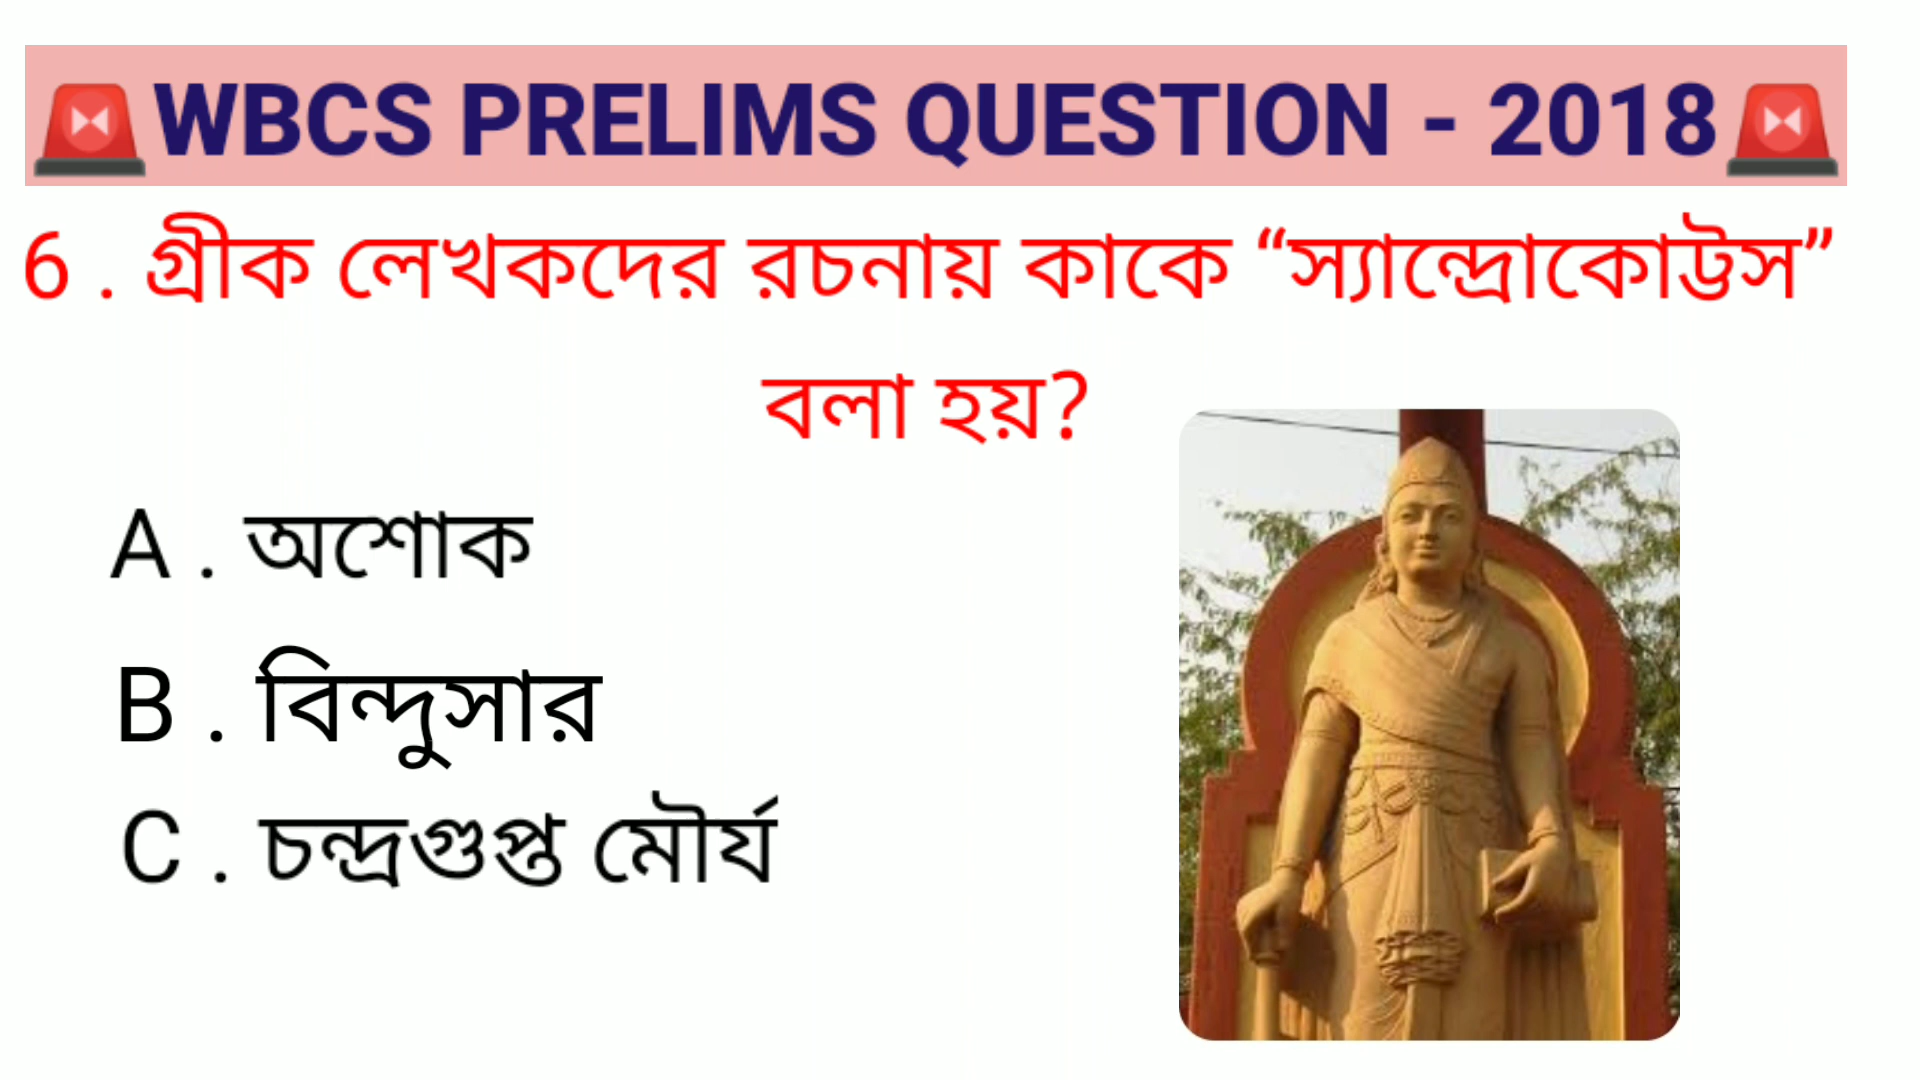 🚨WBCS PRELIMS QUESTION - 2018🚨
6 . গ্রীক লেখকদের রচনায় কাকে “স্যান্দ্রোকোট্টস”
বলা হয়?
A . অশোক
B . বিন্দুসার
C . চন্দ্রগুপ্ত মৌর্য